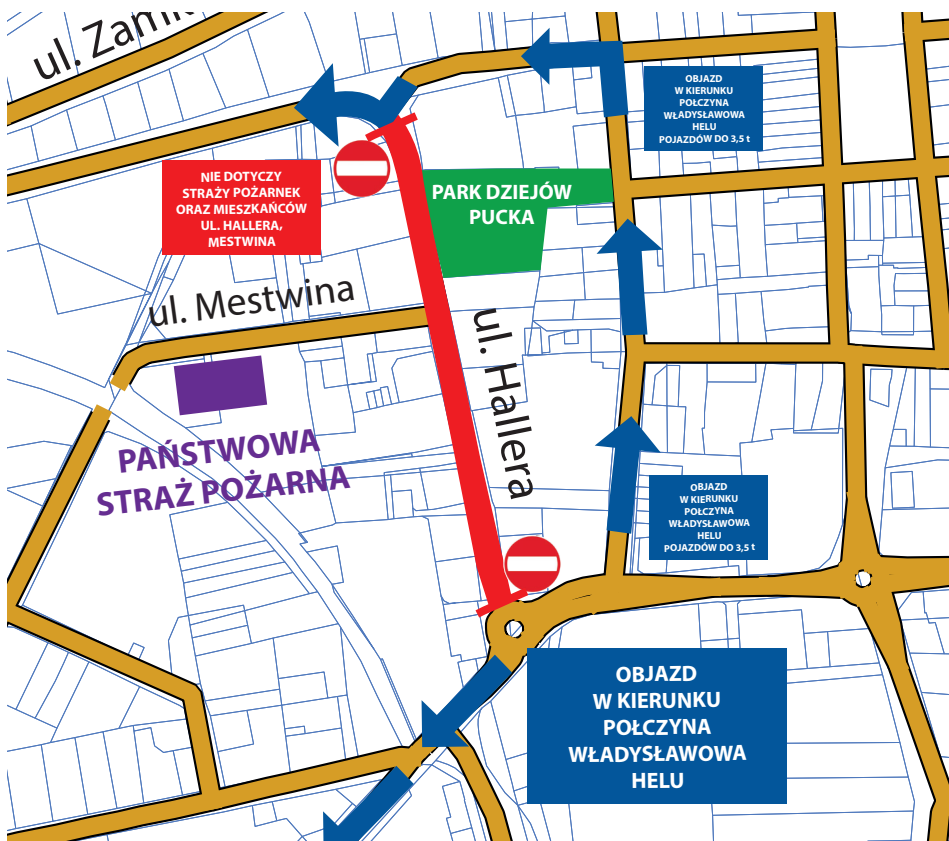 ul. Zamk
OBJAZD
W KIERUNKU
POŁCZYNA
WŁADYSŁAWOWA
HELU
POJAZDÓW DO 3,5 t
NIE DOTYCZY
STRAŻY POŻARNEK
ORAZ MIESZKAŃCÓW
UL. HALLERA,
MESTWINA
PARK DZIEJÓW
PUCKA
ul. Mestwina
ul. Hallera
PAŃSTWOWA
STRAŻ POŻARNA
OBJAZD
W KIERUNKU
POŁCZYNA
WŁADYSŁAWOWA
HELU
POJAZDÓW DO 3,5 t
OBJAZD
W KIERUNKU
POŁCZYNA
WŁADYSŁAWOWA
HELU